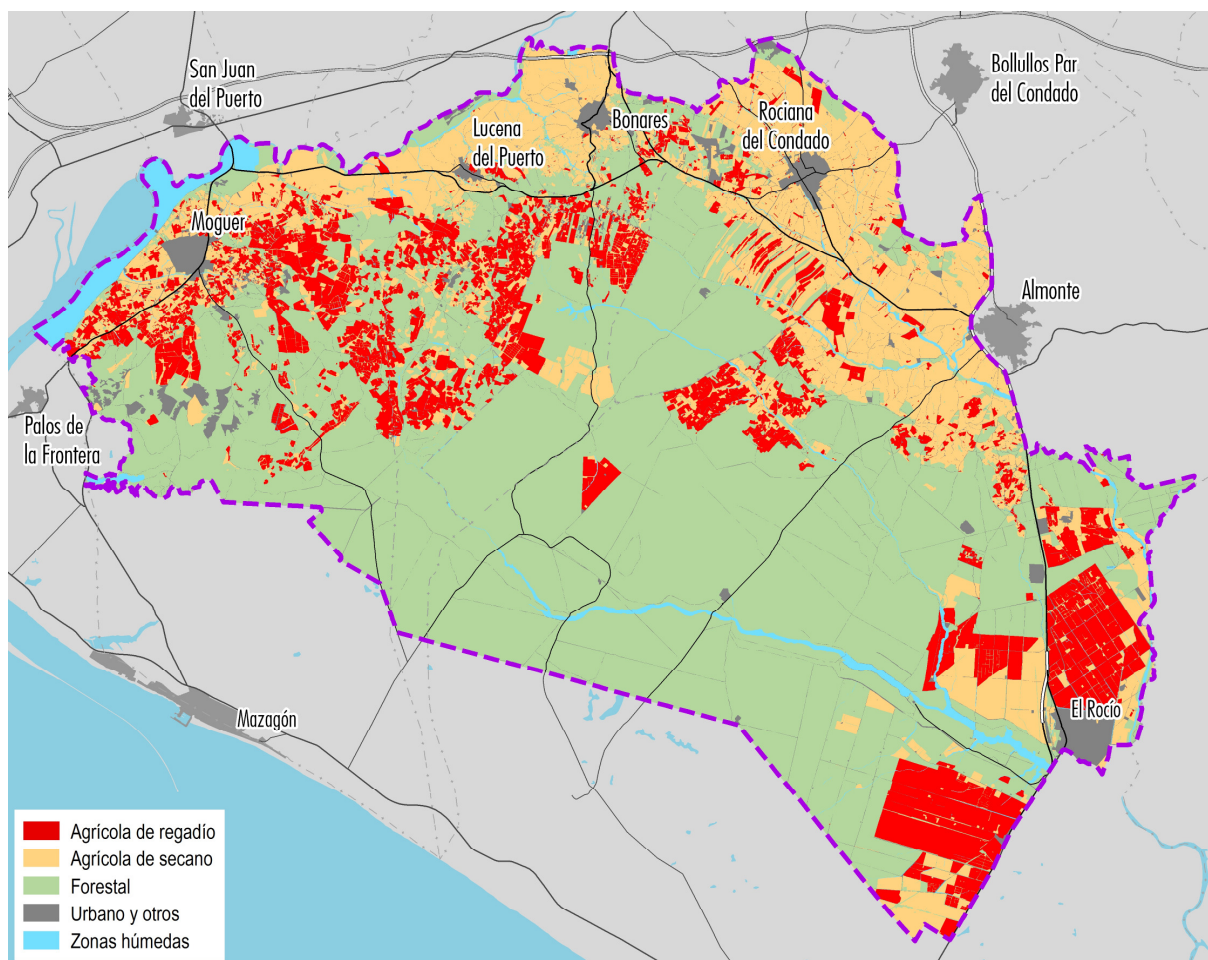 San Juan
del Puerto
Bollullos Par
del Condado
Lucena
del Puerto
Bonares
Rociana
del Condado
Moguer
Almonte
Palos de
la Frontera
Mazagón
El Rocío
Agrícola de regadío
Agrícola de secano
Forestal
Urbano y otros
Zonas húmedas